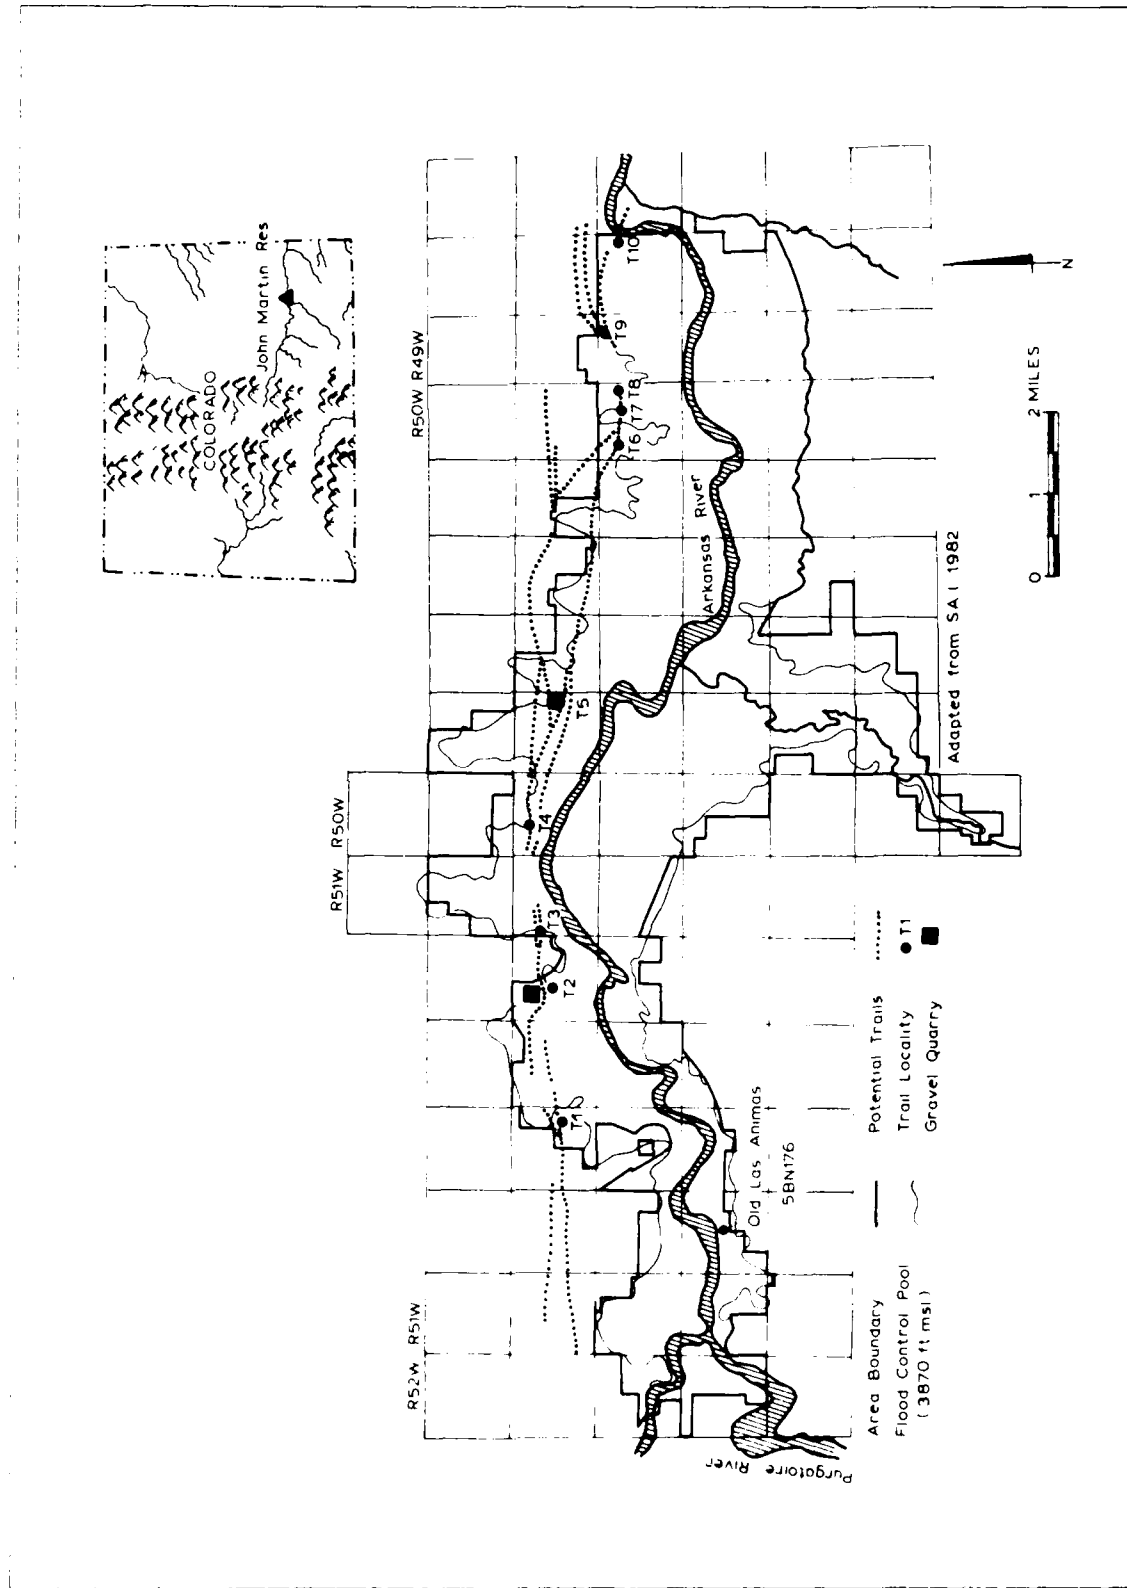 COLORADO
John Martin Res
R52W R51W
R51W R50W
R50W R49W
T1
T2
T3
T4
T5
T6
T7
T8
T9
T10
Arkansas River
Purgatoire
River
Old Las Animas
5BN176
Area Boundary
Flood Control Pool
(3870 ft msl)
Potential Trails
Trail Locality
T1
Gravel Quarry
Adapted from SA I 1982
0 1 2 MILES
N